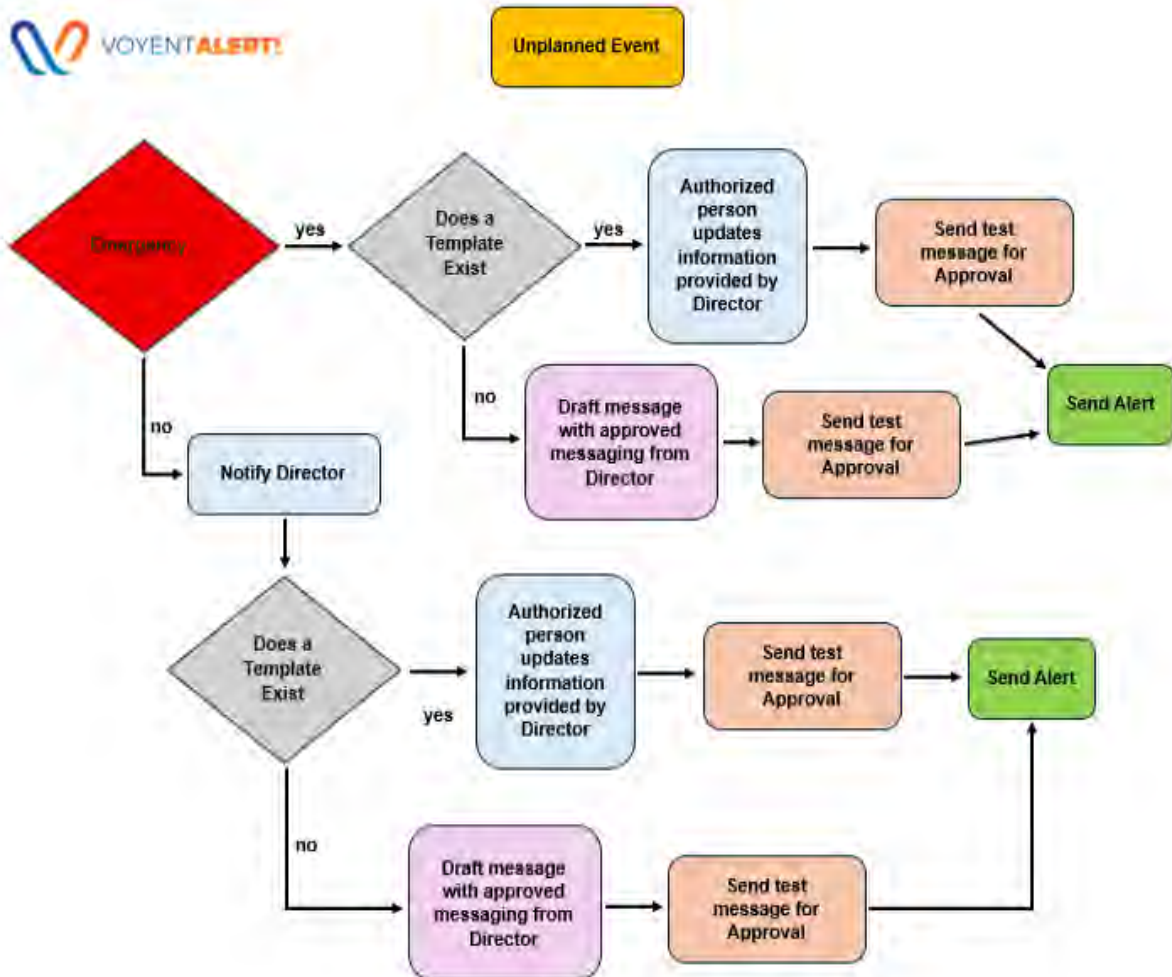 VOYENTALERT!
Unplanned Event
Emergency
yes
Does a
Template
Exist
yes
Authorized
person
updates
information
provided by
Director
Send test
message for
Approval
no
Draft message
with approved
messaging from
Director
Send test
message for
Approval
Send Alert
no
Notify Director
Does a
Template
Exist
yes
Authorized
person
updates
information
provided by
Director
Send test
message for
Approval
Send Alert
no
Draft message
with approved
messaging from
Director
Send test
message for
Approval